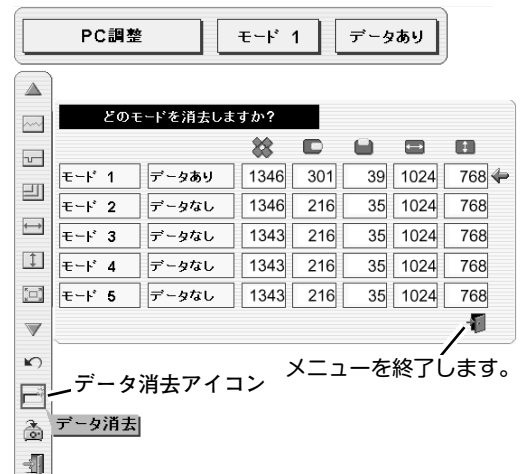 PC調整 モード 1 データあり
どのモードを消去しますか?
モード 1 データあり 1346 301 39 1024 768
モード 2 データなし 1346 216 35 1024 768
モード 3 データなし 1343 216 35 1024 768
モード 4 データなし 1343 216 35 1024 768
モード 5 データなし 1343 216 35 1024 768
メニューを終了します。
データ消去アイコン
データ消去